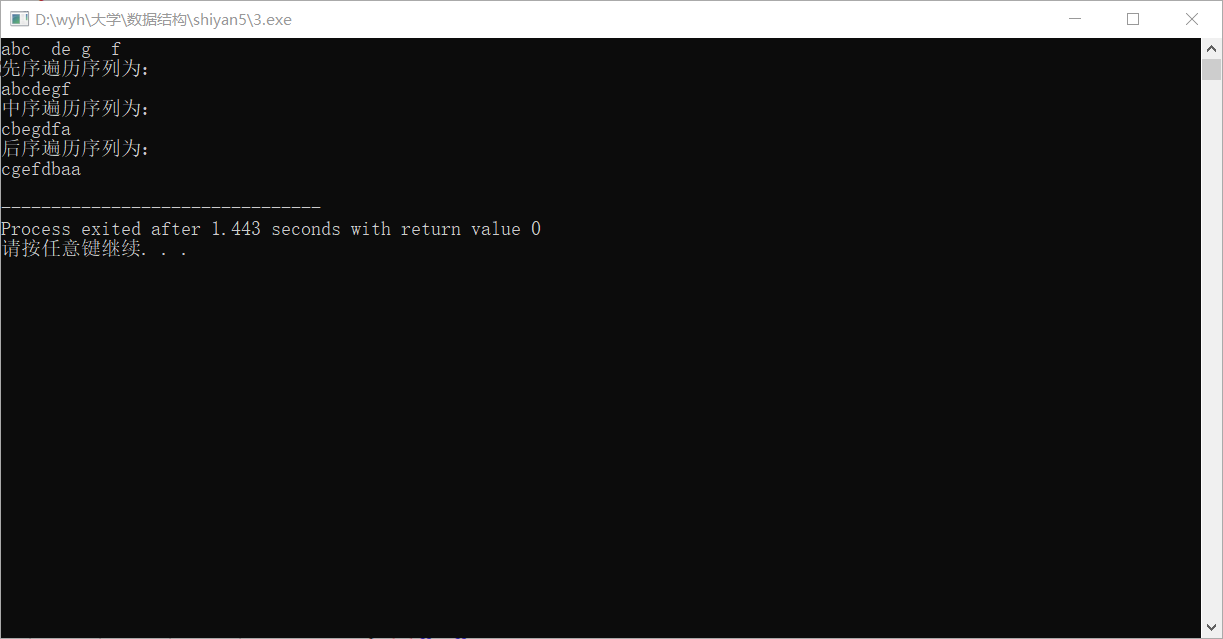 D:\wyh\大学\数据结构\shiyan5\3.exe
abc  de g  f
先序遍历序列为:
abcdegf
中序遍历序列为:
cbegdfa
后序遍历序列为:
cgefdbaa
--------------------------------
Process exited after 1.443 seconds with return value 0
请按任意键继续. . .